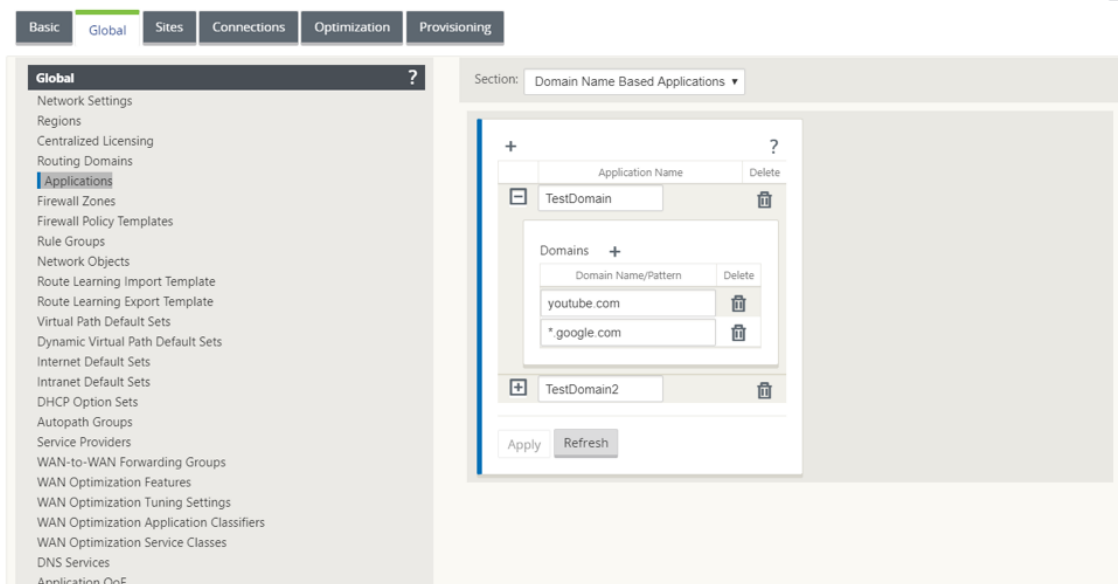 Basic Global Sites Connections Optimization Provisioning
Global ?
Network Settings
Regions
Centralized Licensing
Routing Domains
Applications
Firewall Zones
Firewall Policy Templates
Rule Groups
Network Objects
Route Learning Import Template
Route Learning Export Template
Virtual Path Default Sets
Dynamic Virtual Path Default Sets
Internet Default Sets
Intranet Default Sets
DHCP Option Sets
Autopath Groups
Service Providers
WAN-to-WAN Forwarding Groups
WAN Optimization Features
WAN Optimization Tuning Settings
WAN Optimization Application Classifiers
WAN Optimization Service Classes
DNS Services
Application QoE
Section: Domain Name Based Applications
+ ?
Application Name Delete
TestDomain
Domains +
Domain Name/Pattern Delete
youtube.com
*.google.com
TestDomain2
Apply Refresh